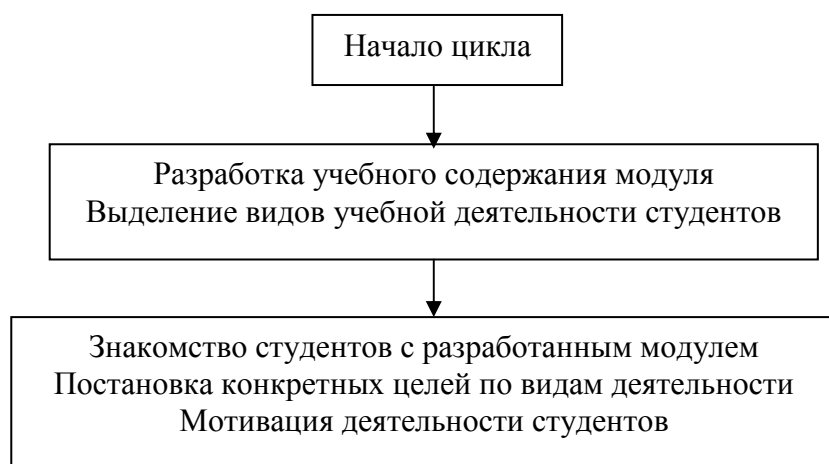 Начало цикла
Разработка учебного содержания модуля
Выделение видов учебной деятельности студентов
Знакомство студентов с разработанным модулем
Постановка конкретных целей по видам деятельности
Мотивация деятельности студентов